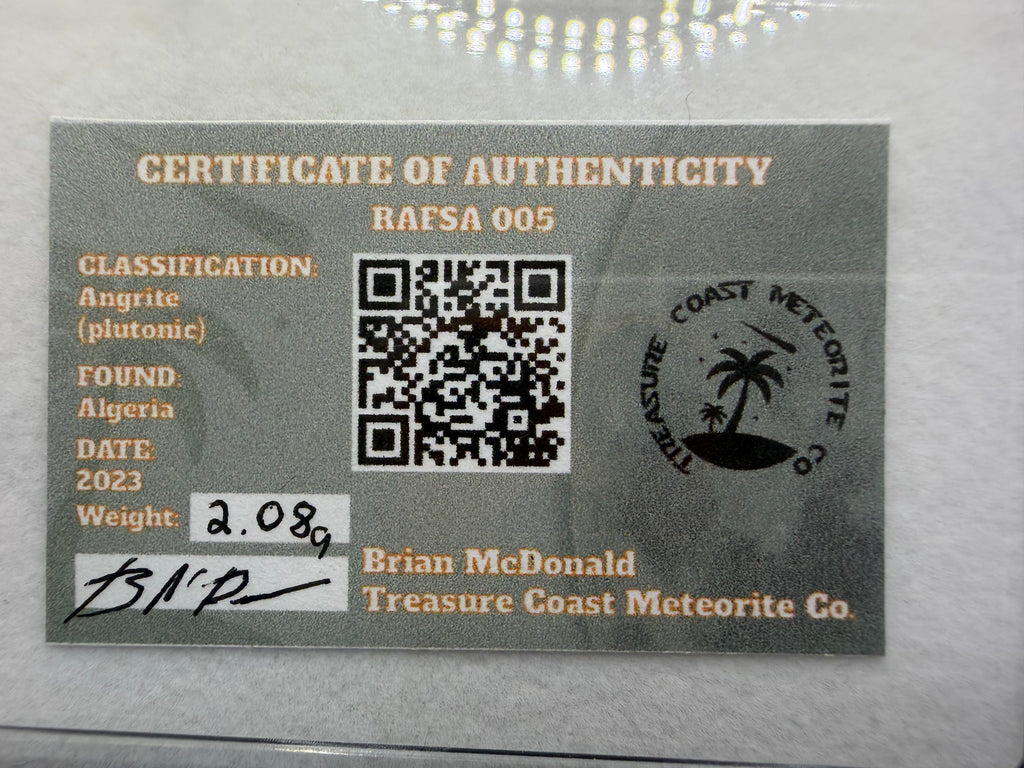 CERTIFICATE OF AUTHENTICITY
RAFSA 005
CLASSIFICATION:
Angrite
(plutonic)
FOUND:
Algeria
DATE:
2023
Weight: 2.08g
TREASURE COAST METEORITE CO
Brian McDonald
Treasure Coast Meteorite Co.